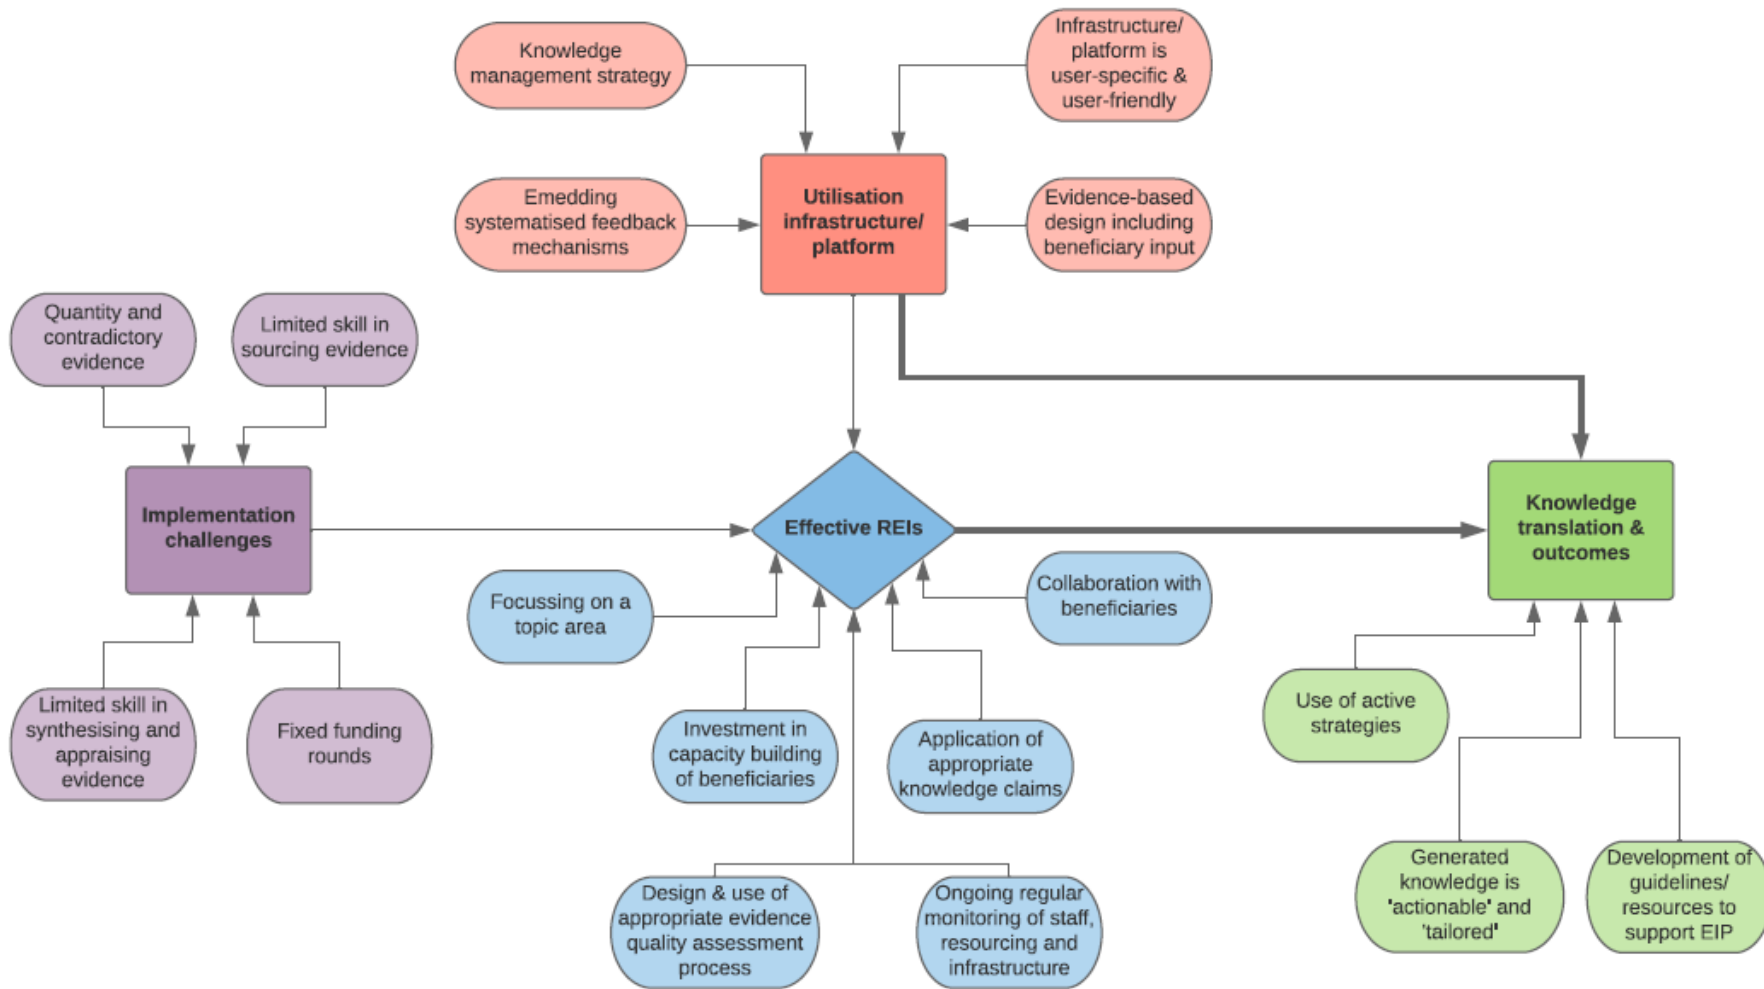 Knowledge
management strategy
Infrastructure/
platform is
user-specific &
user-friendly
Utilisation
infrastructure/
platform
Emedding
systematised feedback
mechanisms
Evidence-based
design including
beneficiary input
Quantity and
contradictory
evidence
Limited skill in
sourcing evidence
Implementation
challenges
Effective REIs
Knowledge
translation &
outcomes
Limited skill in
synthesising and
appraising
evidence
Fixed funding
rounds
Focussing on a
topic area
Collaboration with
beneficiaries
Investment in
capacity building
of beneficiaries
Application of
appropriate
knowledge claims
Design & use of
appropriate evidence
quality assessment
process
Ongoing regular
monitoring of staff,
resourcing and
infrastructure
Use of active
strategies
Generated
knowledge is
'actionable' and
'tailored'
Development of
guidelines/
resources to
support EIP